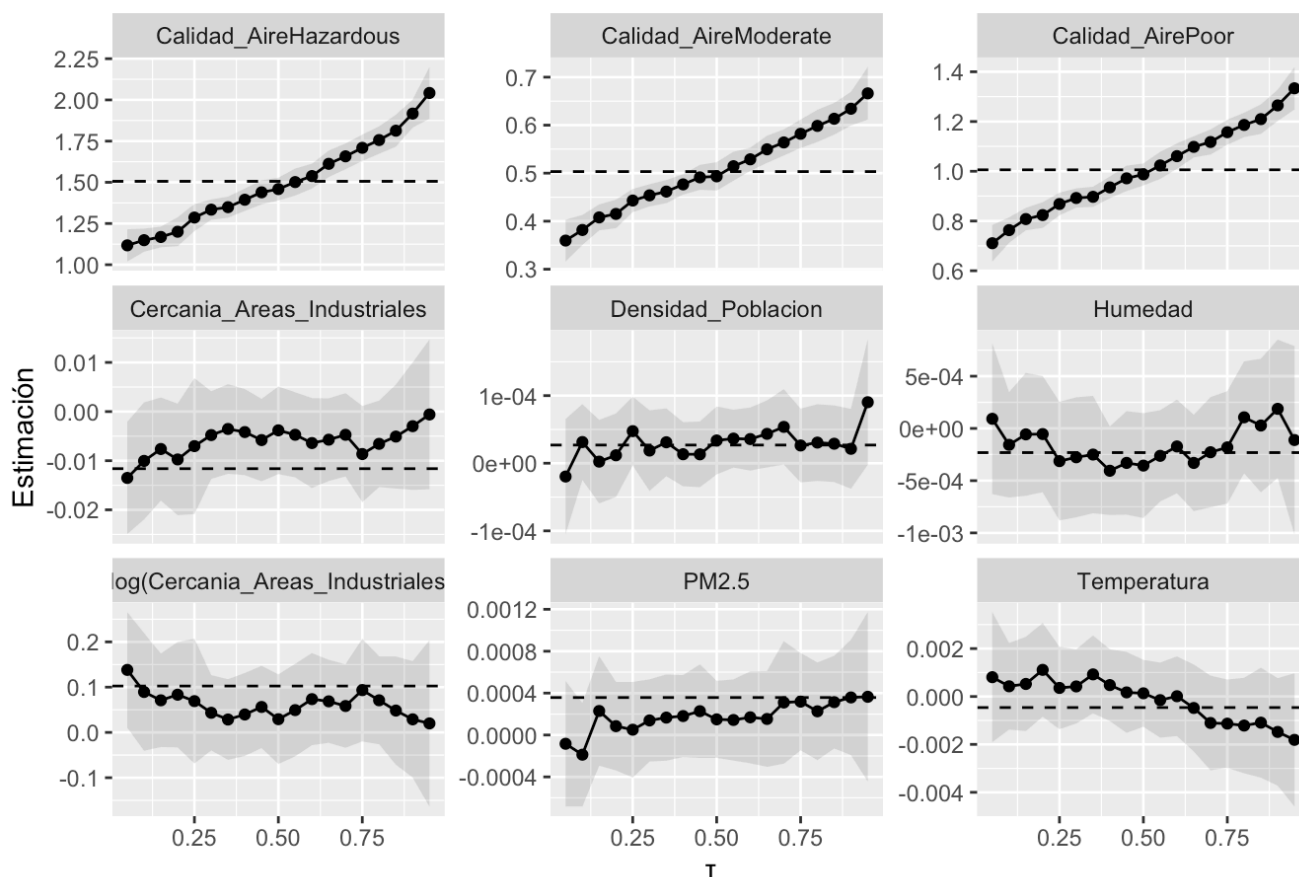 Calidad_AireHazardous
Calidad_AireModerate
Calidad_AirePoor
2.25
2.00
1.75
1.50
1.25
1.00
0.7
0.6
0.5
0.4
0.3
1.4
1.2
1.0
0.8
0.6
Cercania_Areas_Industriales
Densidad_Poblacion
Humedad
0.01
0.00
-0.01
-0.02
1e-04
0e+00
-1e-04
5e-04
0e+00
-5e-04
-1e-03
Estimación
log(Cercania_Areas_Industriales
PM2.5
Temperatura
0.2
0.1
0.0
-0.1
0.0012
0.0008
0.0004
0.0000
-0.0004
0.002
0.000
-0.002
-0.004
0.25 0.50 0.75
0.25 0.50 0.75
0.25 0.50 0.75
τ